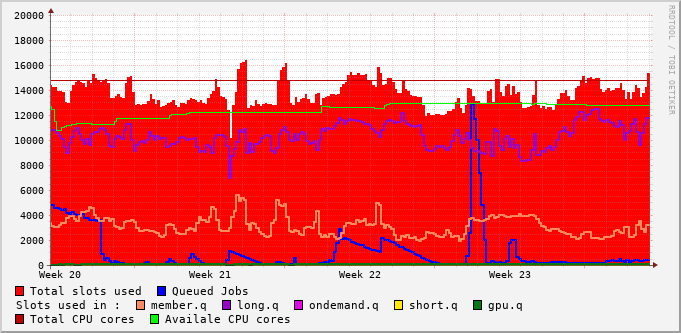 20000
18000
16000
14000
12000
10000
8000
6000
4000
2000
0
Week 20 Week 21 Week 22 Week 23
Total slots used Queued Jobs
Slots used in : member.q long.q ondemand.q short.q gpu.q
Total CPU cores Availale CPU cores
RRDTOOL / TOBI OETIKER